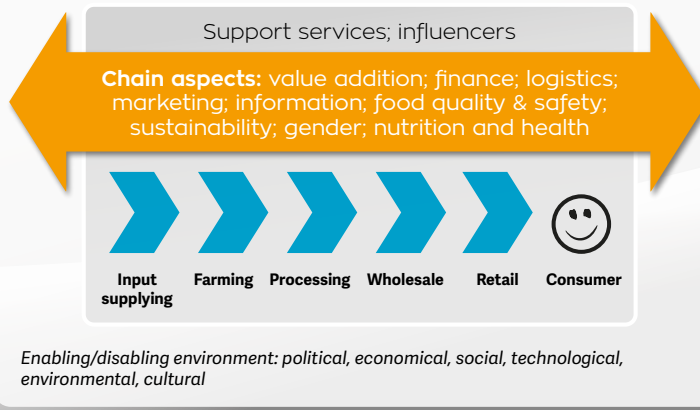 Support services; influencers
Chain aspects: value addition; finance; logistics;
marketing; information; food quality & safety;
sustainability; gender; nutrition and health
Input
supplying
Farming
Processing
Wholesale
Retail
Consumer
Enabling/disabling environment: political, economical, social, technological,
environmental, cultural